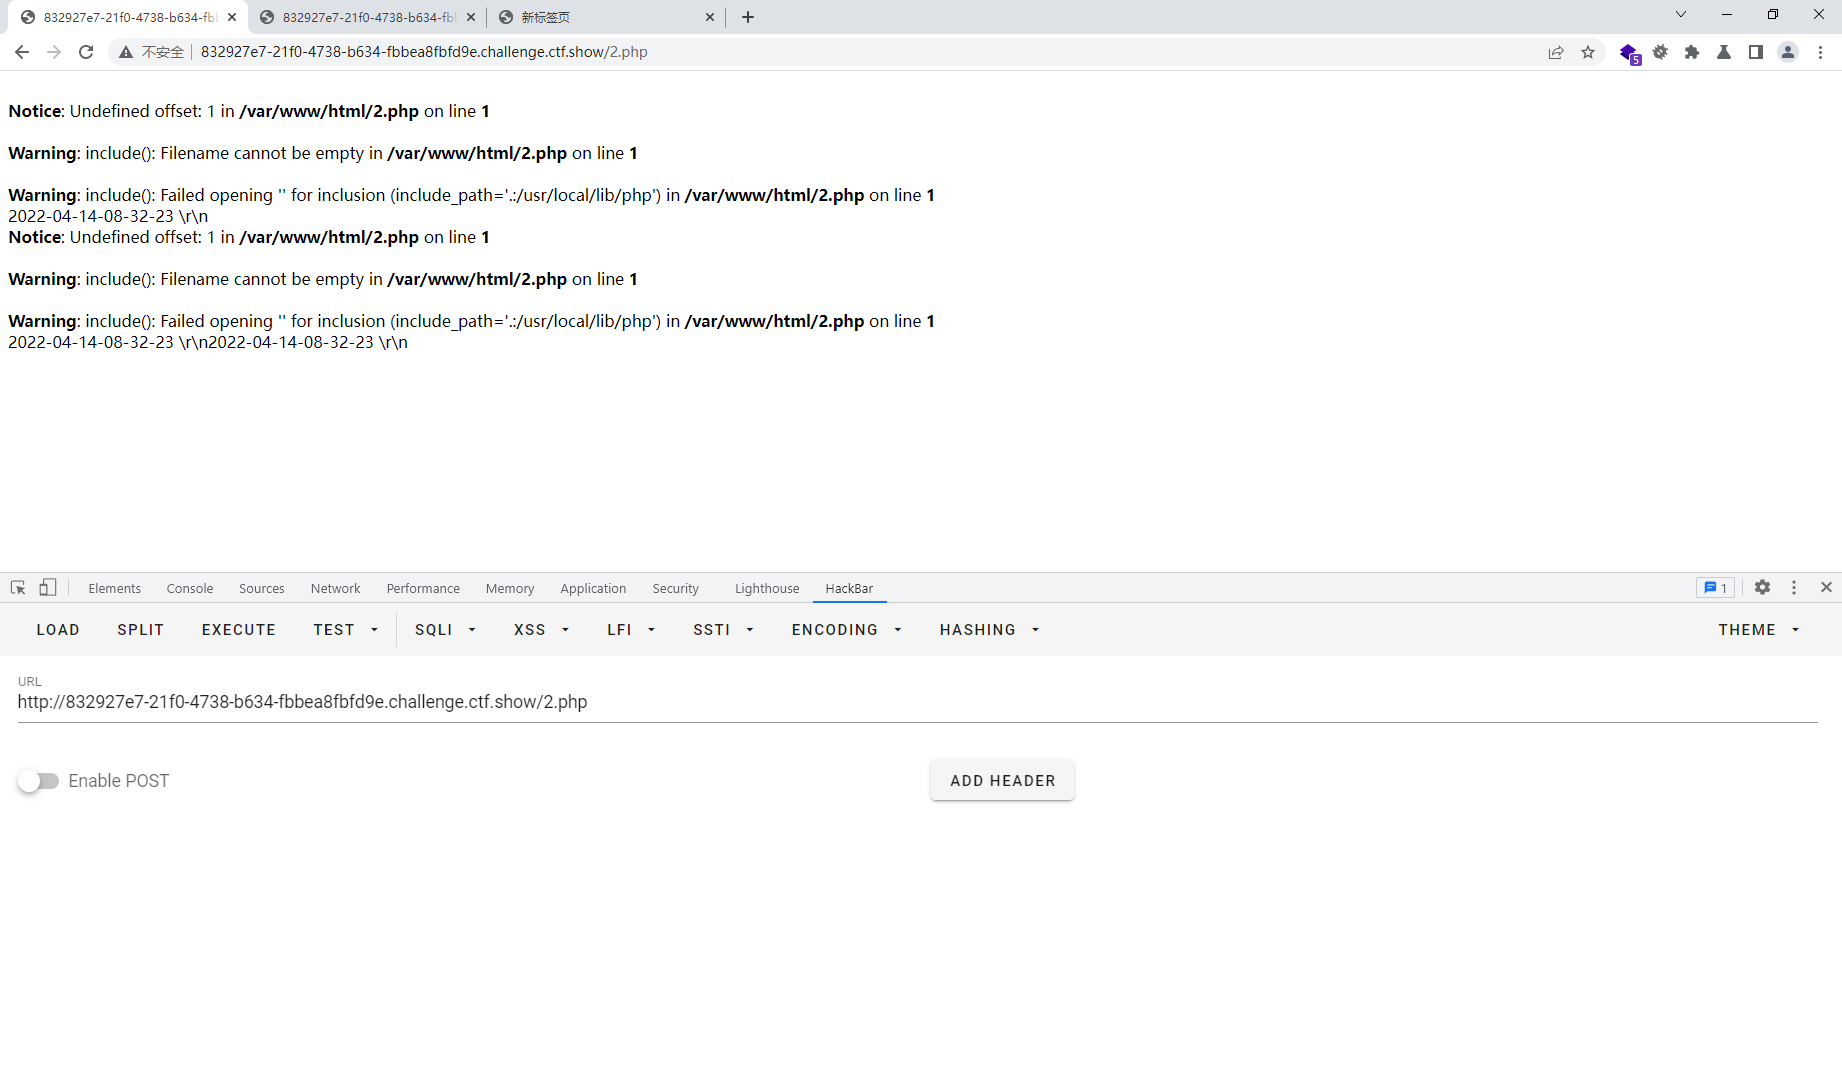 832927e7-21f0-4738-b634-fb
832927e7-21f0-4738-b634-fb
新标签页
不安全
832927e7-21f0-4738-b634-fbbea8fbfd9e.challenge.ctf.show/2.php
5
Notice: Undefined offset: 1 in /var/www/html/2.php on line 1
Warning: include(): Filename cannot be empty in /var/www/html/2.php on line 1
Warning: include(): Failed opening '' for inclusion (include_path='.:/usr/local/lib/php') in /var/www/html/2.php on line 1
2022-04-14-08-32-23 \r\n
Notice: Undefined offset: 1 in /var/www/html/2.php on line 1
Warning: include(): Filename cannot be empty in /var/www/html/2.php on line 1
Warning: include(): Failed opening '' for inclusion (include_path='.:/usr/local/lib/php') in /var/www/html/2.php on line 1
2022-04-14-08-32-23 \r\n2022-04-14-08-32-23 \r\n
Elements Console Sources Network Performance Memory Application Security Lighthouse HackBar 1
LOAD SPLIT EXECUTE TEST SQLI XSS LFI SSTI ENCODING HASHING THEME
URL
http://832927e7-21f0-4738-b634-fbbea8fbfd9e.challenge.ctf.show/2.php
Enable POST
ADD HEADER